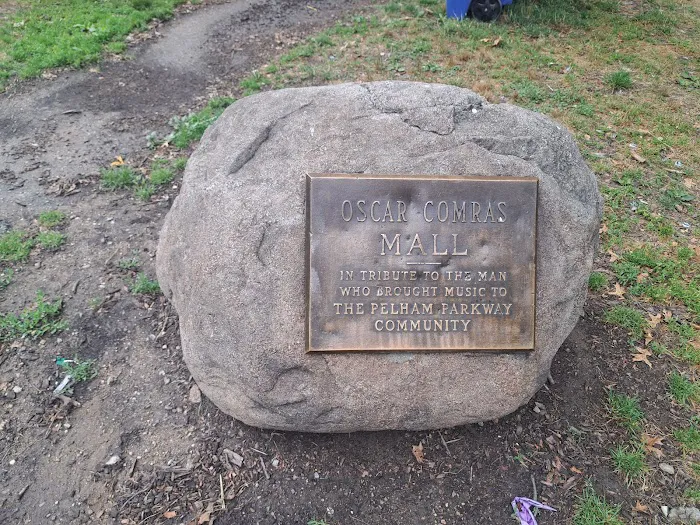 OSCAR COMRAS
MALL
IN TRIBUTE TO THE MAN
WHO BROUGHT MUSIC TO
THE PELHAM PARKWAY
COMMUNITY